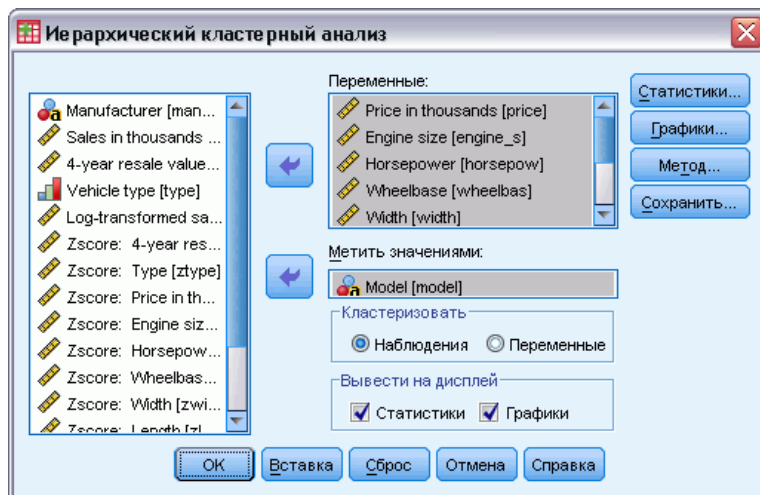 Иерархический кластерный анализ
Manufacturer [man...
Sales in thousands ...
4-year resale value...
Vehicle type [type]
Log-transformed sa...
Zscore: 4-year res...
Zscore: Type [ztype]
Zscore: Price in th...
Zscore: Engine siz...
Zscore: Horsepow...
Zscore: Wheelbas...
Zscore: Width [zwi...
Zscore: Length [zl...
Переменные:
Price in thousands [price]
Engine size [engine_s]
Horsepower [horsepow]
Wheelbase [wheelbas]
Width [width]
Метить значениями:
Model [model]
Кластеризовать
Наблюдения Переменные
Вывести на дисплей
Статистики Графики
Статистики...
Графики...
Метод...
Сохранить...
OK Вставка Сброс Отмена Справка